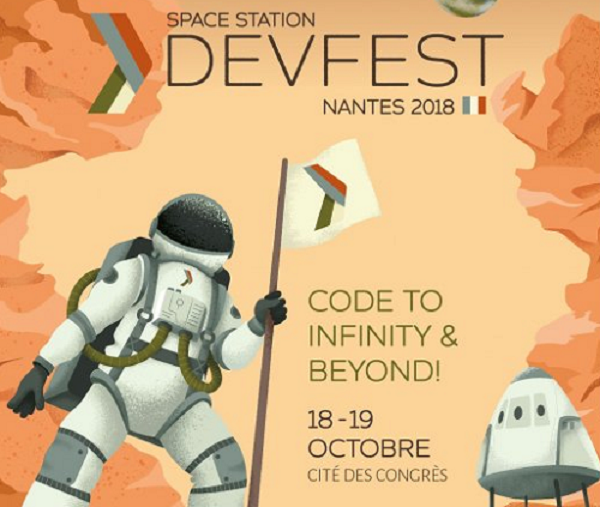 SPACE STATION
DEVFEST
NANTES 2018
CODE TO
INFINITY &
BEYOND!
18-19
OCTOBRE
CITÉ DES CONGRÈS